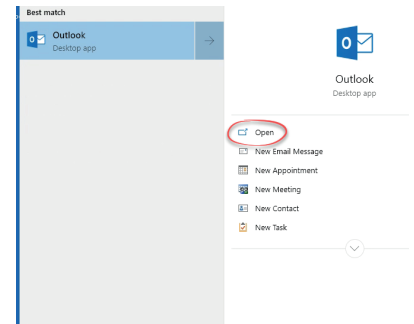 Best match
Outlook
Desktop app
Outlook
Desktop app
Open
New Email Message
New Appointment
New Meeting
New Contact
New Task